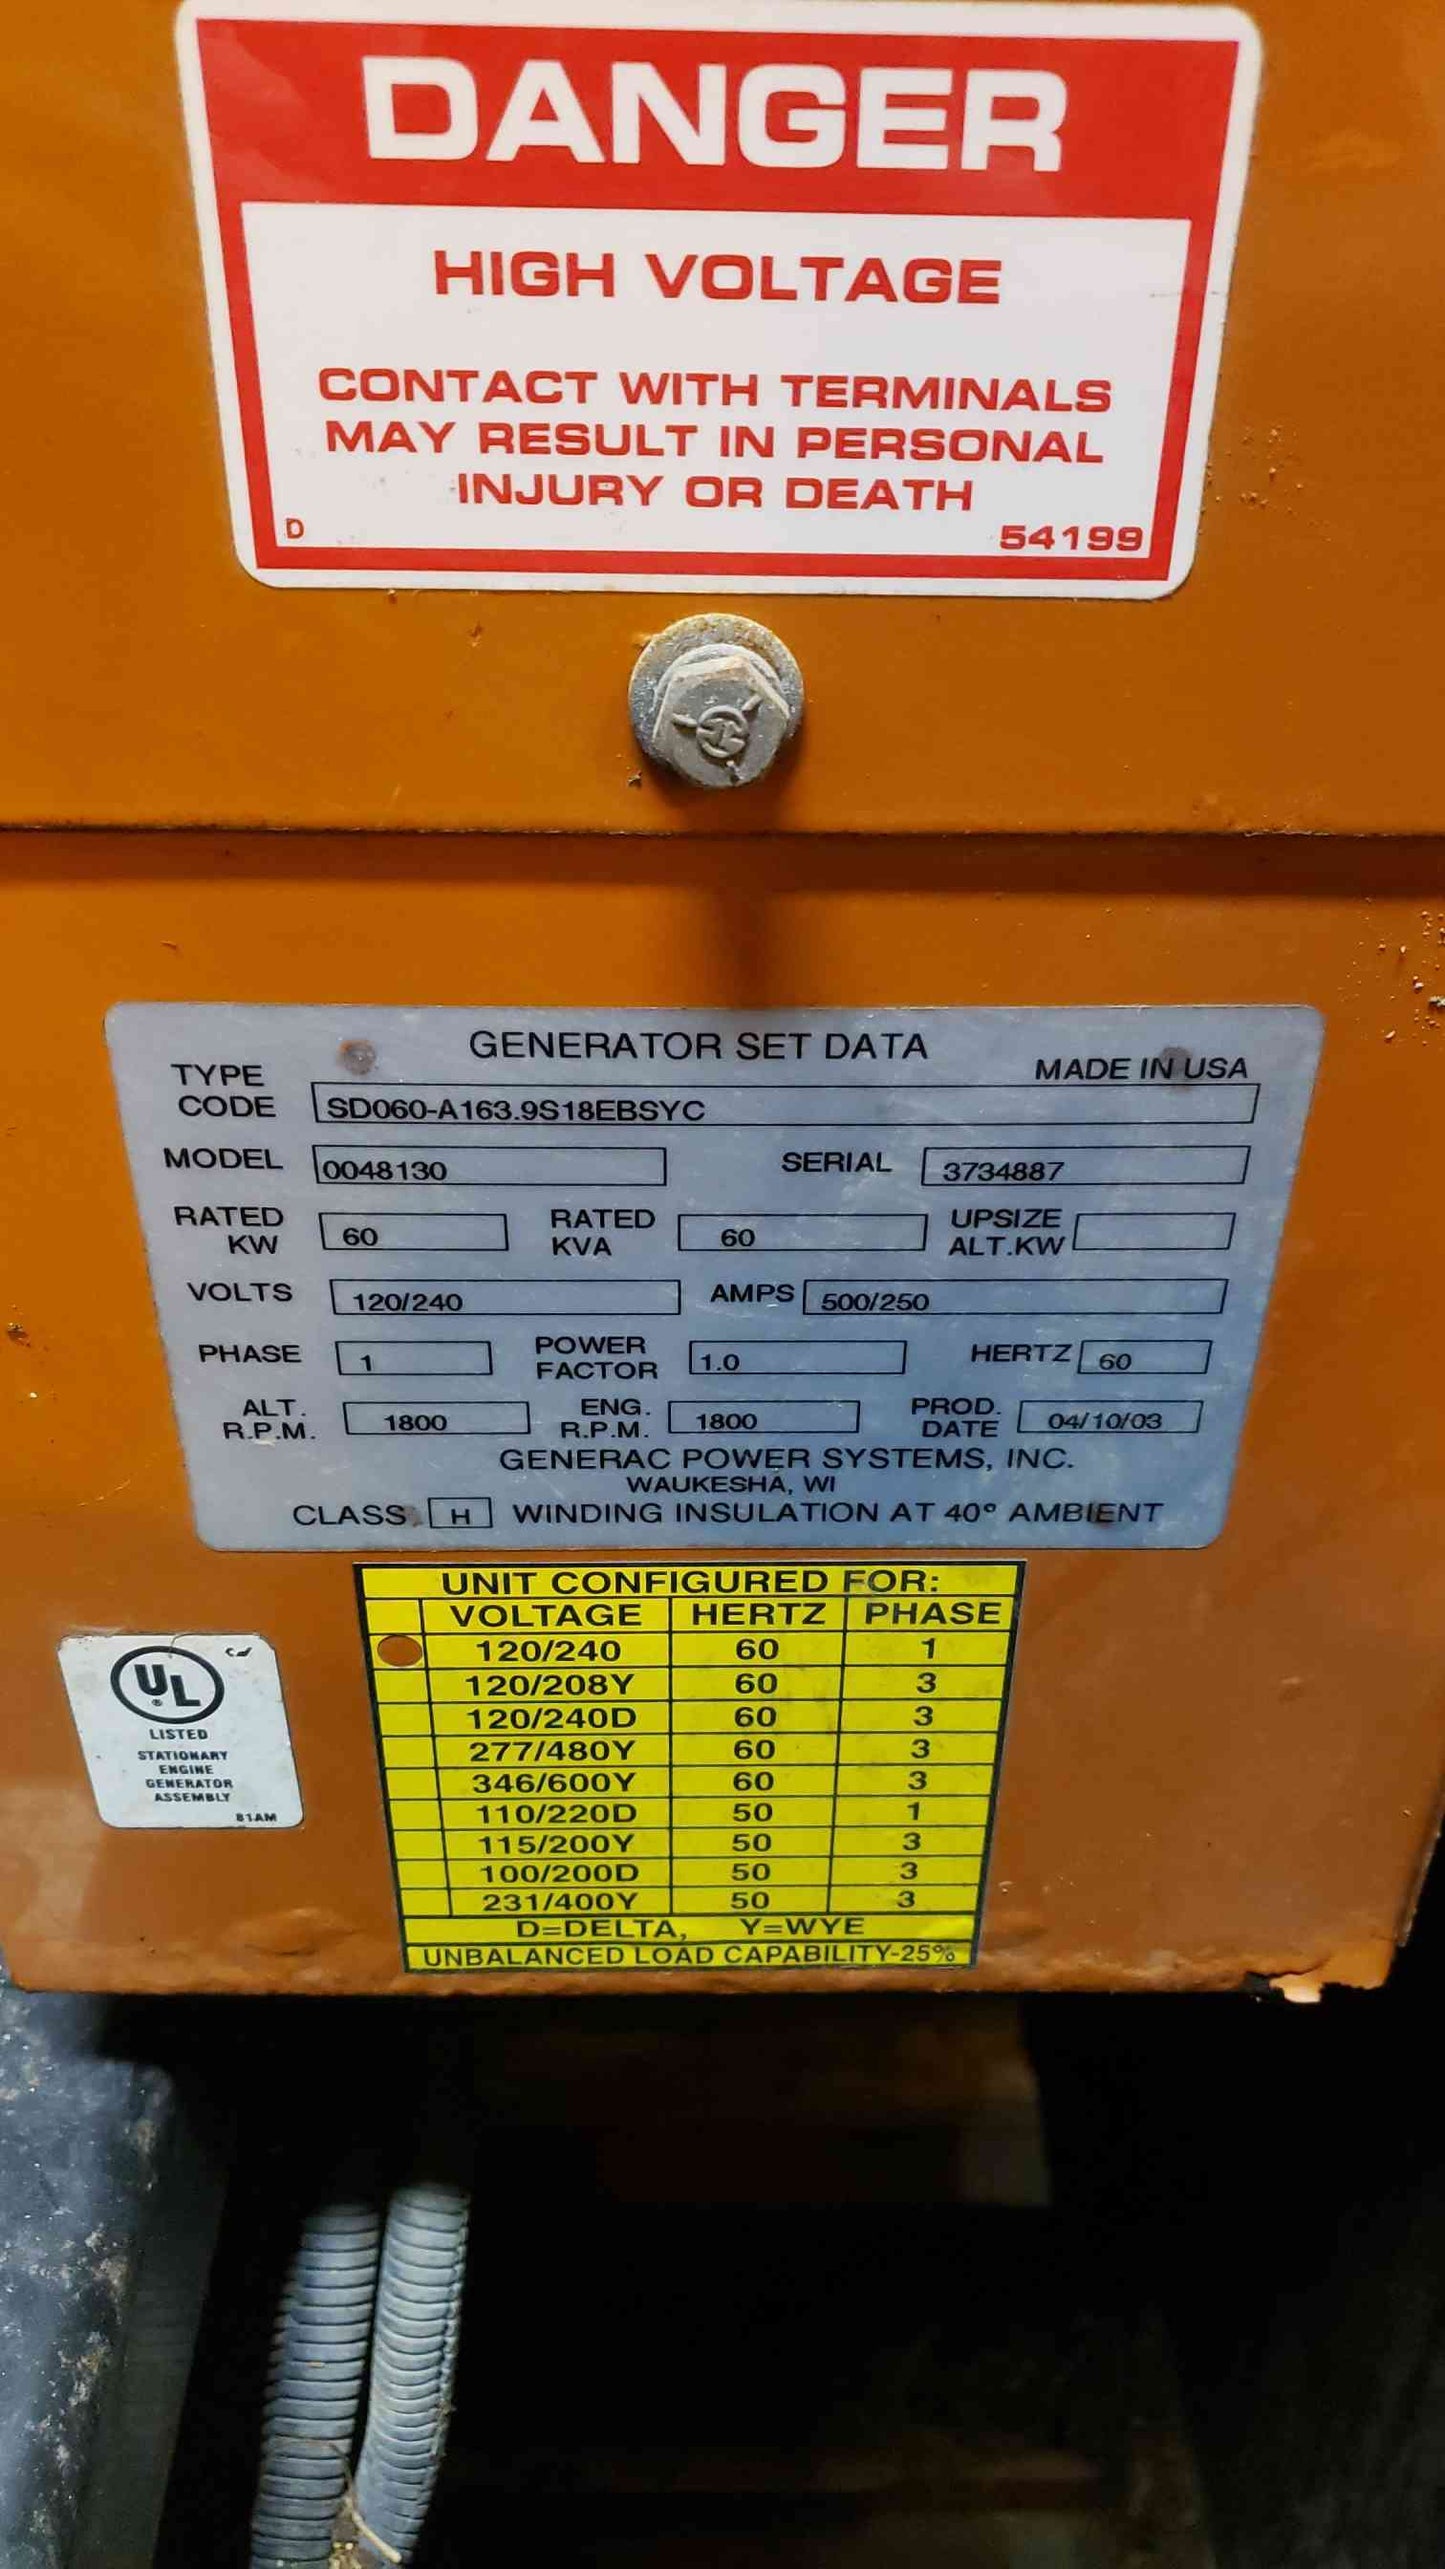 DANGER
HIGH VOLTAGE
CONTACT WITH TERMINALS
MAY RESULT IN PERSONAL
INJURY OR DEATH
D 54199
GENERATOR SET DATA
MADE IN USA
TYPE CODE SD060-A163.9S18EBSYC
MODEL 0048130 SERIAL 3734887
RATED KW 60 RATED KVA 60 UPSIZE ALT.KW
VOLTS 120/240 AMPS 500/250
PHASE 1 POWER FACTOR 1.0 HERTZ 60
ALT. R.P.M. 1800 ENG. R.P.M. 1800 PROD. DATE 04/10/03
GENERAC POWER SYSTEMS, INC.
WAUKESHA, WI
CLASS H WINDING INSULATION AT 40° AMBIENT
UNIT CONFIGURED FOR:
VOLTAGE HERTZ PHASE
120/240 60 1
120/208Y 60 3
120/240D 60 3
277/480Y 60 3
346/600Y 60 3
110/220D 50 1
115/200Y 50 3
100/200D 50 3
231/400Y 50 3
D=DELTA, Y=WYE
UNBALANCED LOAD CAPABILITY-25%
UL ®
LISTED
STATIONARY
ENGINE
GENERATOR
ASSEMBLY
81AM